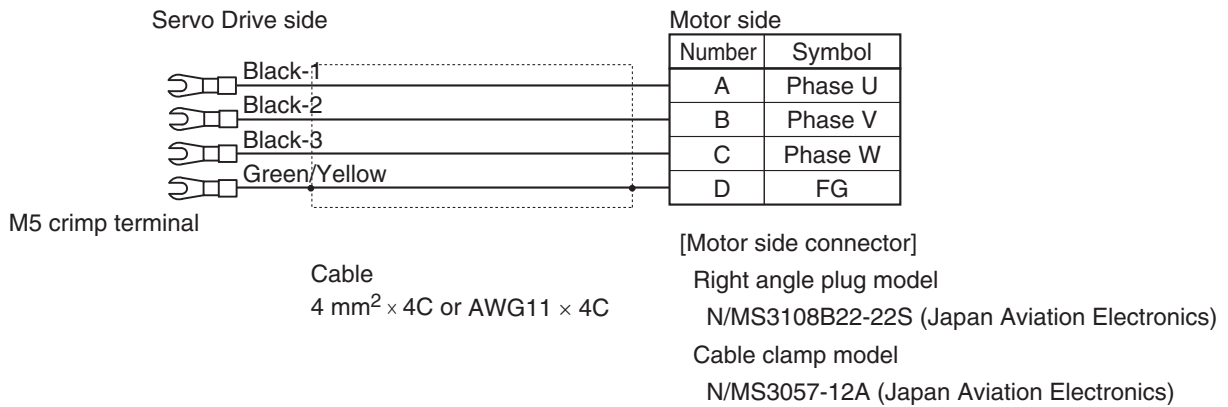 Servo Drive side
Motor side
Number Symbol
Black-1
A Phase U
Black-2
B Phase V
Black-3
C Phase W
Green/Yellow
D FG
M5 crimp terminal
[Motor side connector]
Cable
Right angle plug model
4 mm² × 4C or AWG11 × 4C
N/MS3108B22-22S (Japan Aviation Electronics)
Cable clamp model
N/MS3057-12A (Japan Aviation Electronics)